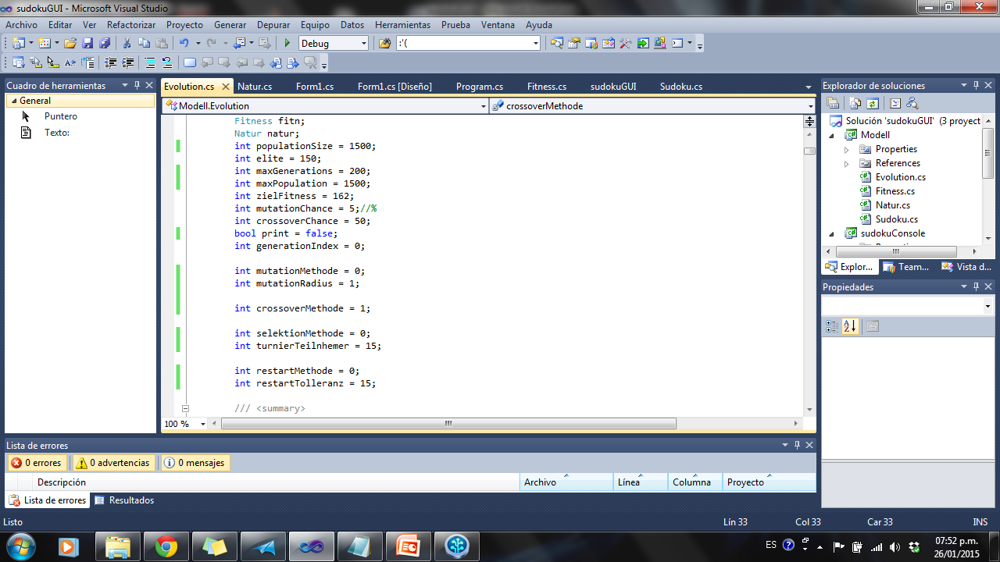 sudokuGUI - Microsoft Visual Studio
Archivo Editar Ver Refactorizar Proyecto Generar Depurar Equipo Datos Herramientas Prueba Ventana Ayuda
Debug :'(
Cuadro de herramientas
General
Puntero
Texto:
Evolution.cs Natur.cs Form1.cs Form1.cs [Diseño] Program.cs Fitness.cs sudokuGUI Sudoku.cs
Modell.Evolution crossoverMethode
Fitness fitn;
Natur natur;
int populationSize = 1500;
int elite = 150;
int maxGenerations = 200;
int maxPopulation = 1500;
int zielFitness = 162;
int mutationChance = 5;//%
int crossoverChance = 50;
bool print = false;
int generationIndex = 0;
int mutationMethode = 0;
int mutationRadius = 1;
int crossoverMethode = 1;
int selektionMethode = 0;
int turnierTeilnhemer = 15;
int restartMethode = 0;
int restartTolleranz = 15;
/// <summary>
100 %
Explorador de soluciones
Solución 'sudokuGUI' (3 proyect
Modell
Properties
References
Evolution.cs
Fitness.cs
Natur.cs
Sudoku.cs
sudokuConsole
Explor... Team... Vista d...
Propiedades
Lista de errores
0 errores 0 advertencias 0 mensajes
Descripción Archivo Línea Columna Proyecto
Lista de errores Resultados
Listo Lín 33 Col 33 Car 33 INS
ES 07:52 p.m.
26/01/2015